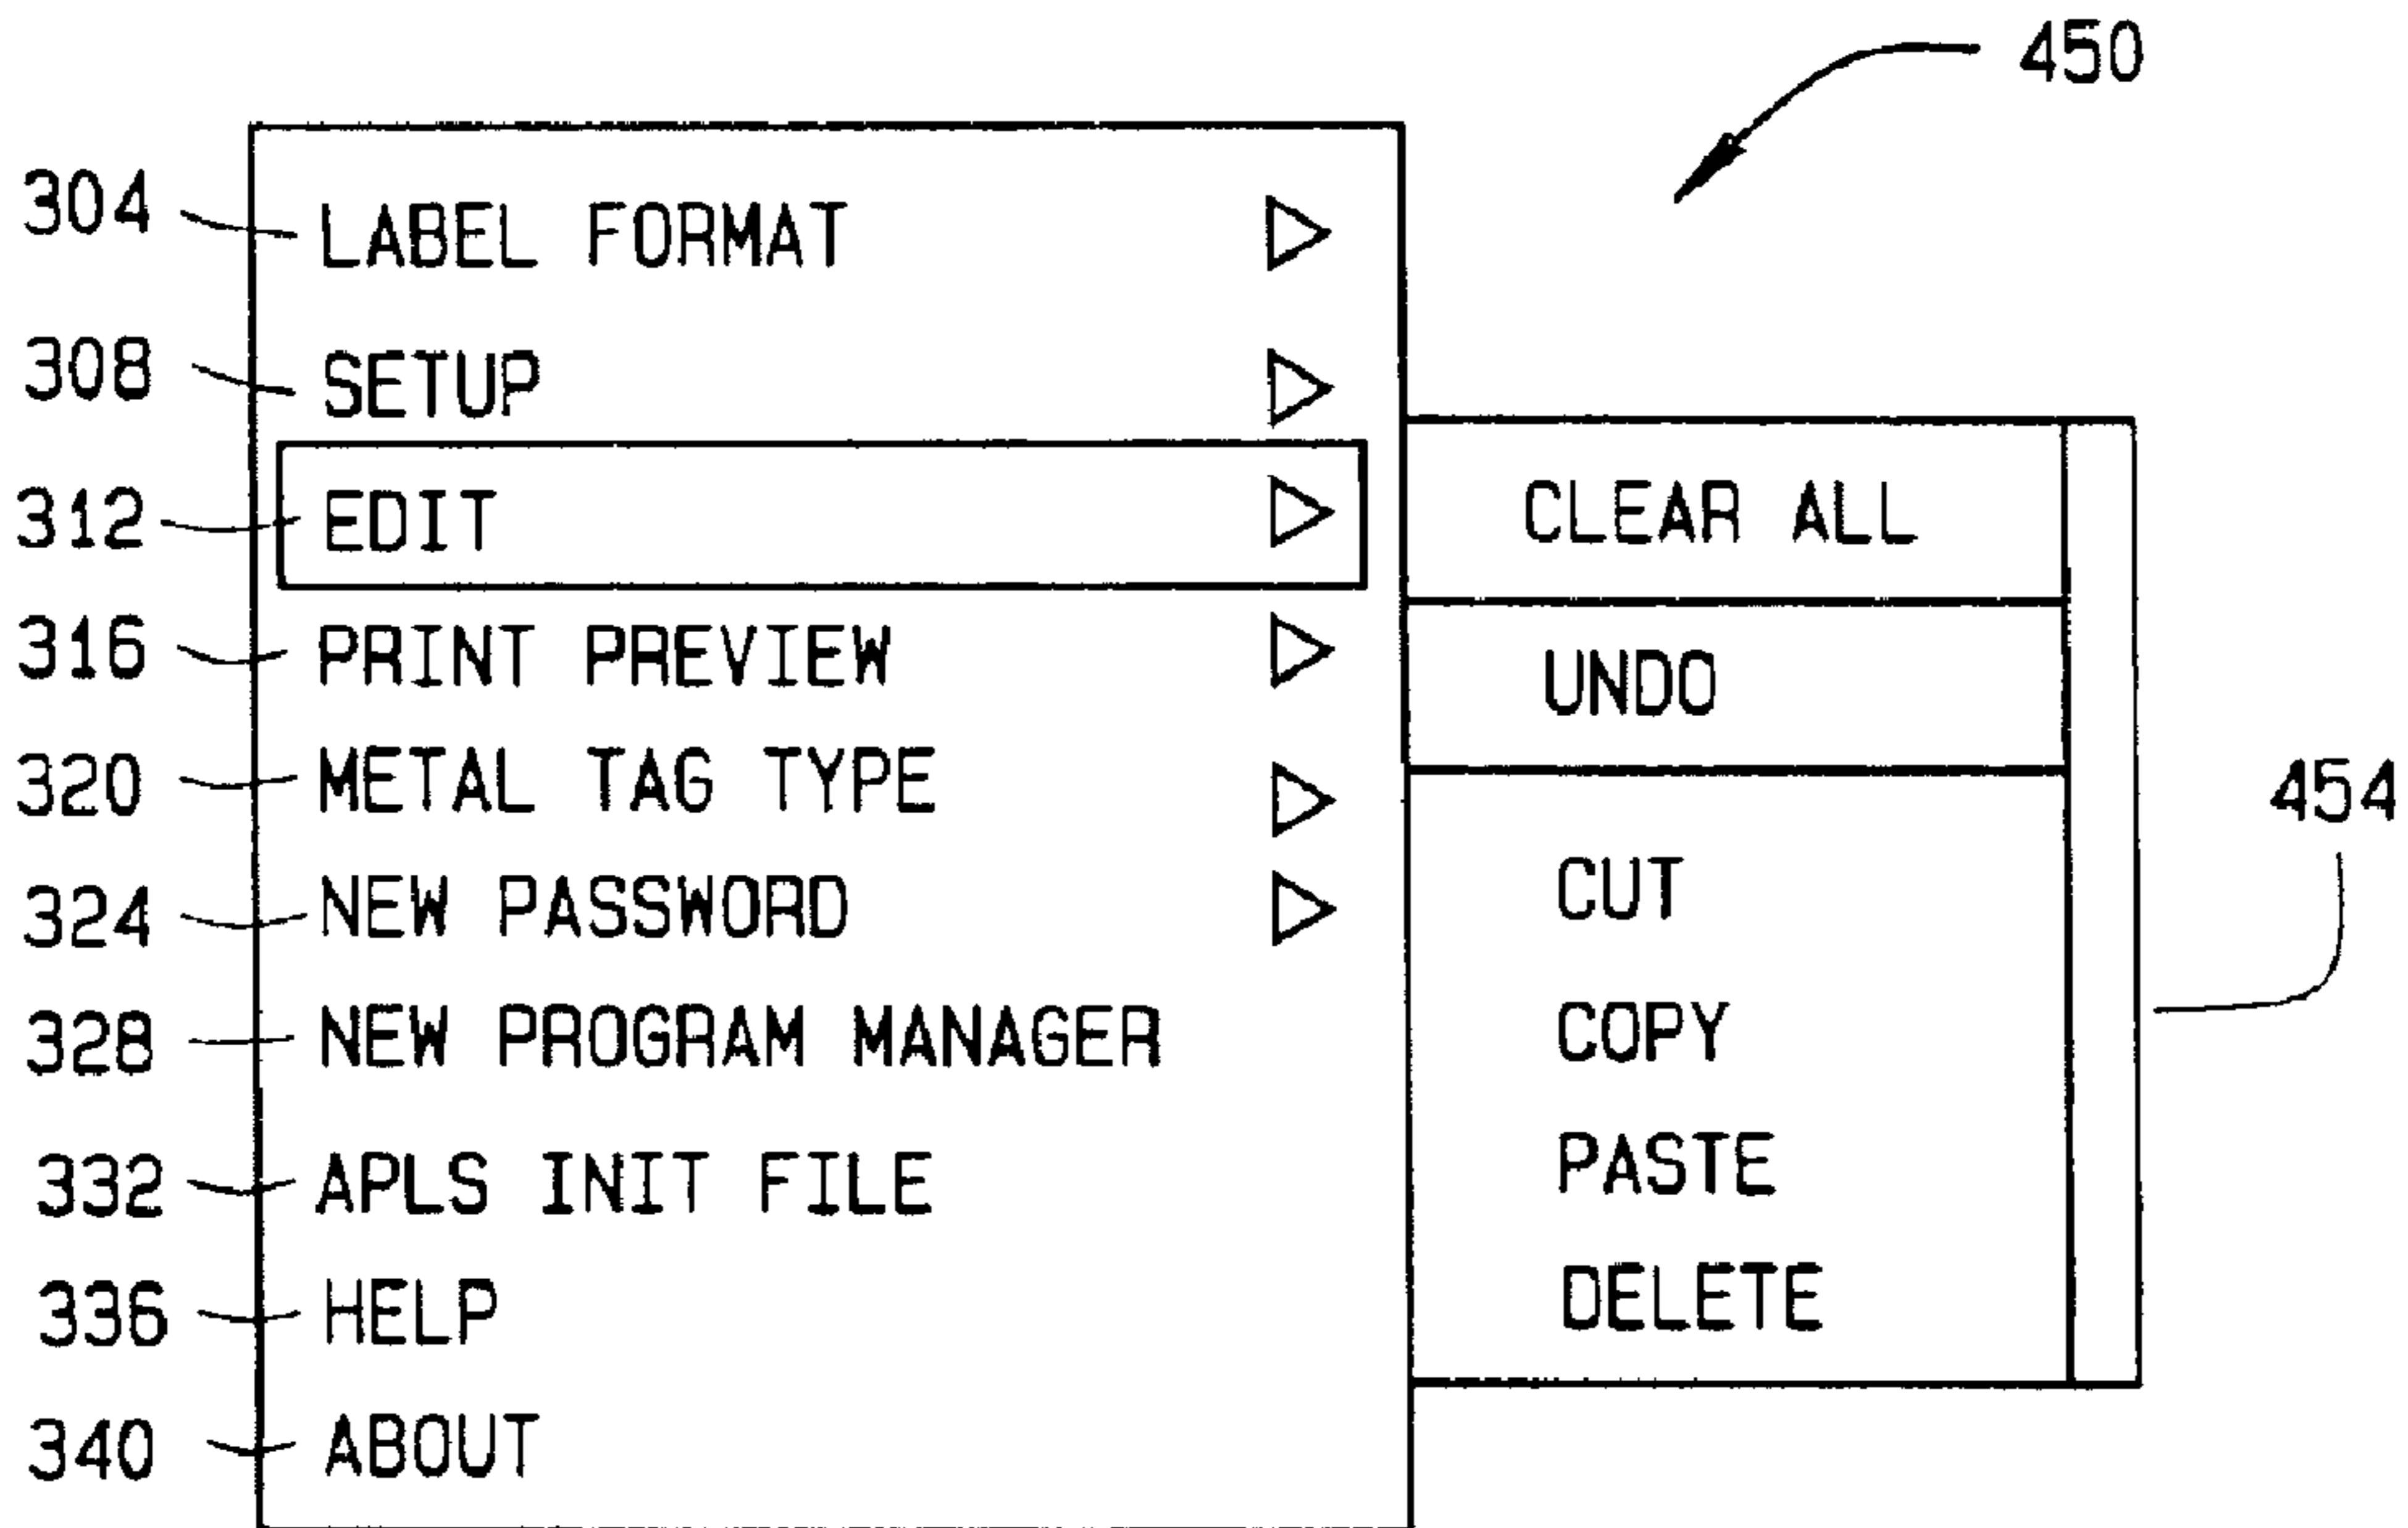 450
304 LABEL FORMAT
308 SETUP
312 EDIT
316 PRINT PREVIEW
320 METAL TAG TYPE
324 NEW PASSWORD
328 NEW PROGRAM MANAGER
332 APLS INIT FILE
336 HELP
340 ABOUT
CLEAR ALL
UNDO
CUT
COPY
PASTE
DELETE
454